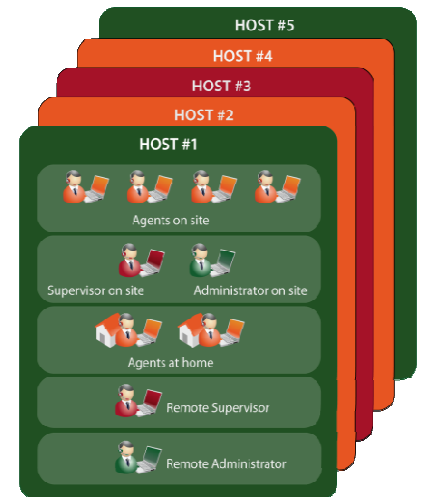 HOST #5
HOST #4
HOST #3
HOST #2
HOST #1
Agents on site
Supervisor on site Administrator on site
Agents at home
Remote Supervisor
Remote Administrator